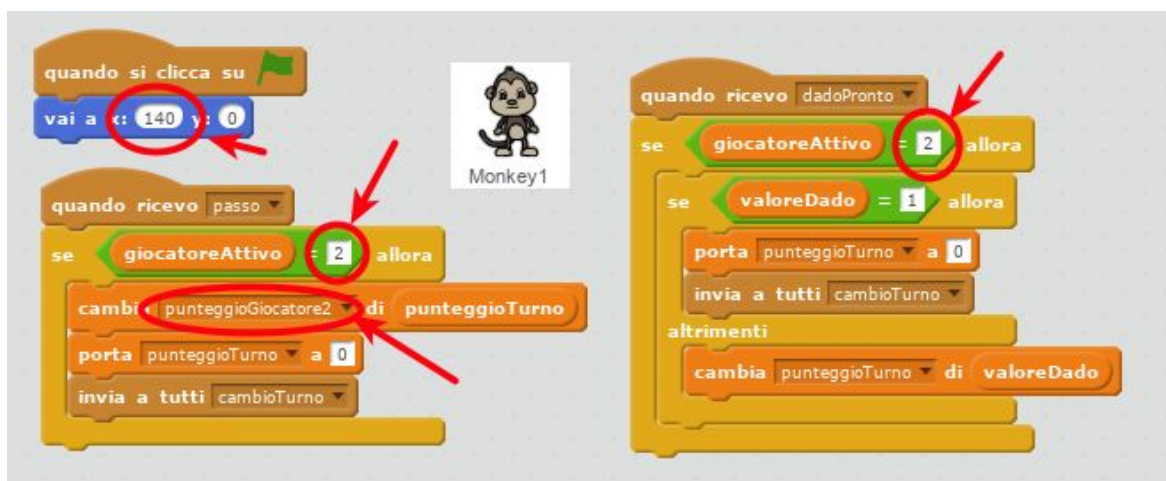 quando si clicca su
vai a x: 140 y: 0
quando ricevo passo
se giocatoreAttivo = 2 allora
cambia punteggioGiocatore2 di punteggioTurno
porta punteggioTurno a 0
invia a tutti cambioTurno
Monkey1
quando ricevo dadoPronto
se giocatoreAttivo = 2 allora
se valoreDado = 1 allora
porta punteggioTurno a 0
invia a tutti cambioTurno
altrimenti
cambia punteggioTurno di valoreDado